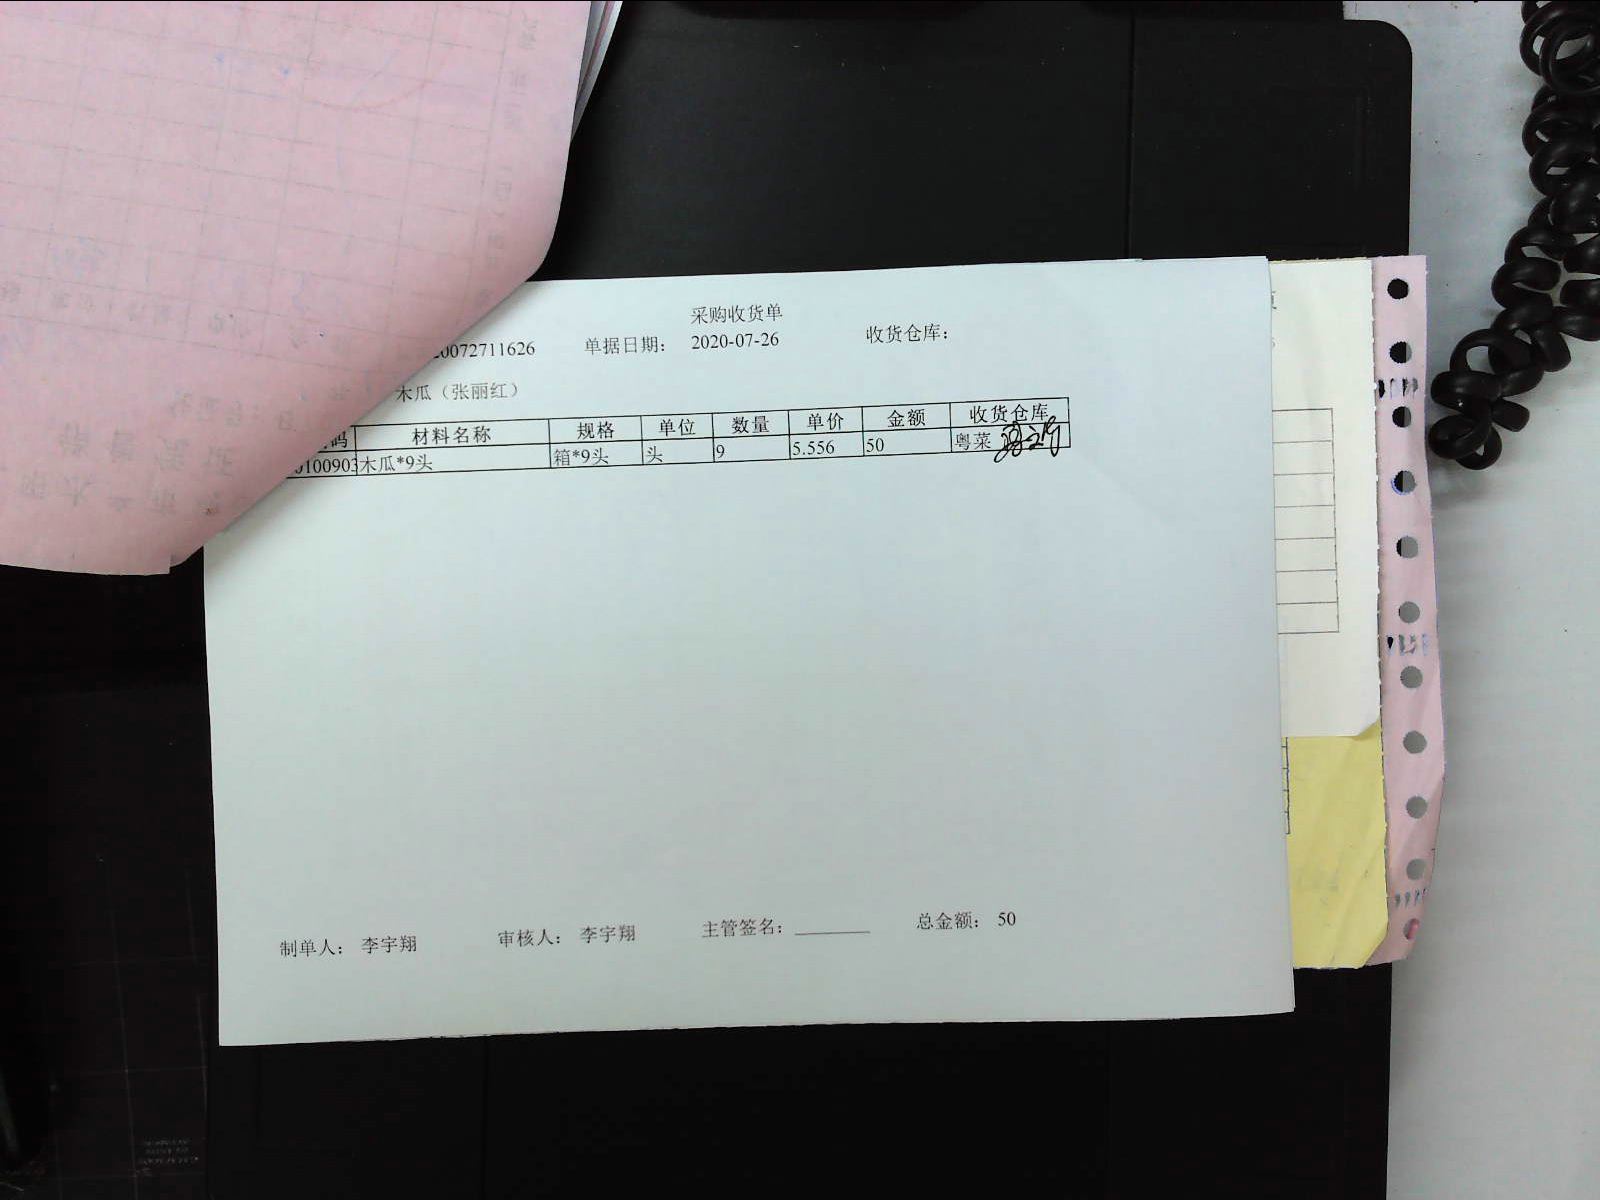 采购收货单
20072711626 单据日期： 2020-07-26 收货仓库：
木瓜（张丽红）
码 材料名称 规格 单位 数量 单价 金额 收货仓库
0100903 木瓜*9头 箱*9头 头 9 5.556 50 粤菜
制单人： 李宇翔 审核人： 李宇翔 主管签名： 总金额： 50